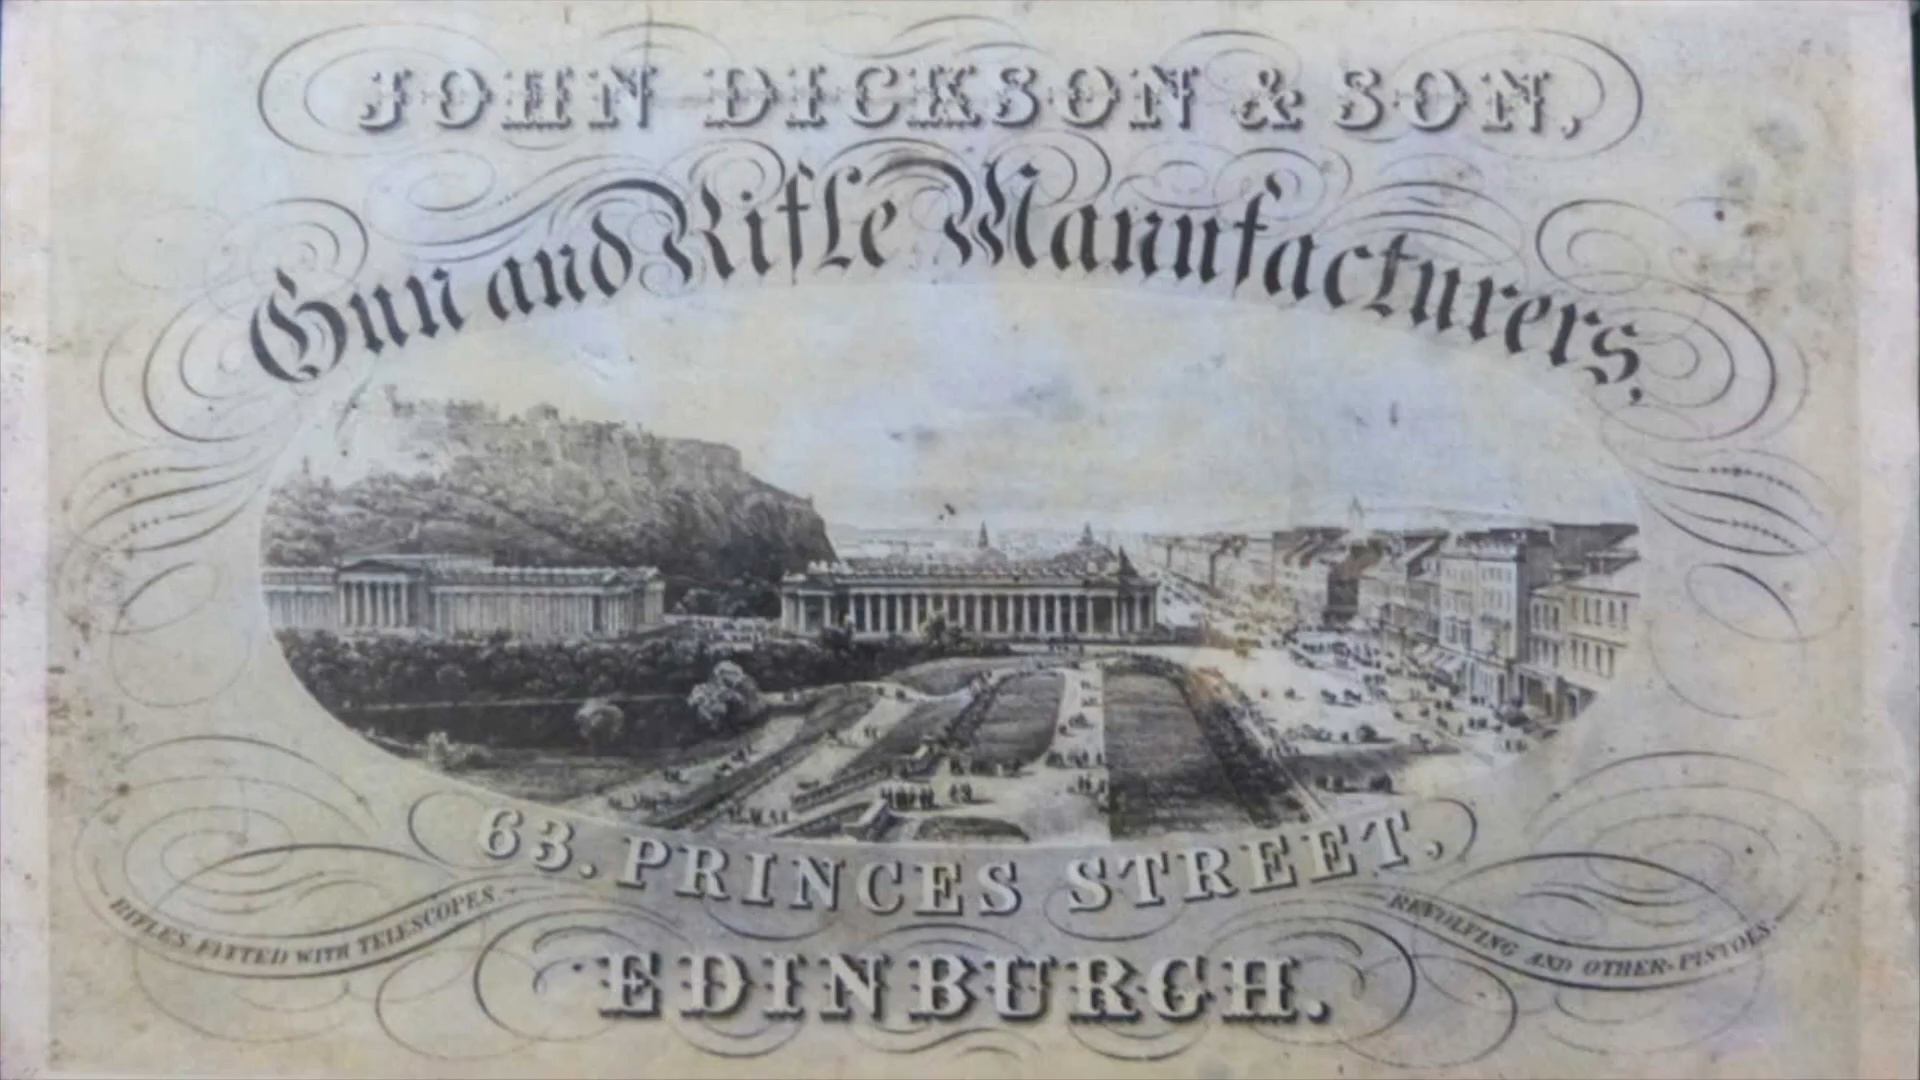 JOHN DICKSON & SON,
Gun and Rifle Manufacturers,
63. PRINCES STREET,
RIFLES FITTED WITH TELESCOPES.
REVOLVING AND OTHER PISTOLS.
EDINBURGH.